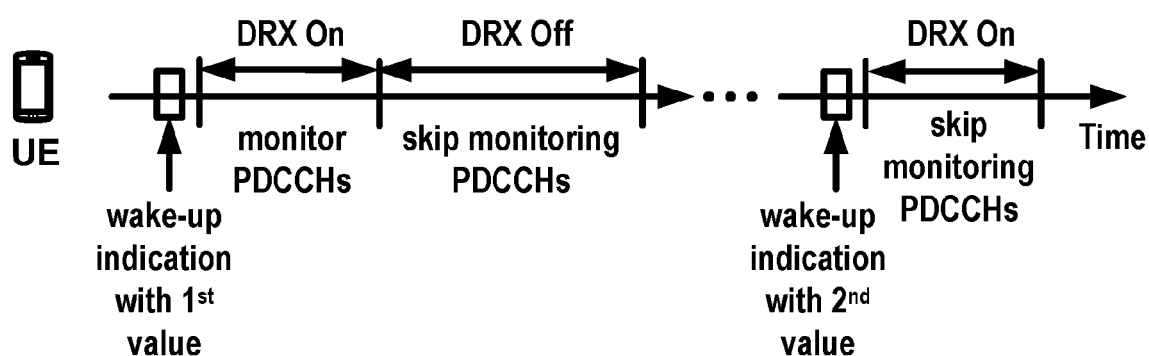 DRX On
DRX Off
DRX On
UE
monitor
PDCCHs
skip monitoring
PDCCHs
skip
monitoring
PDCCHs
Time
wake-up
indication
with 1st
value
wake-up
indication
with 2nd
value